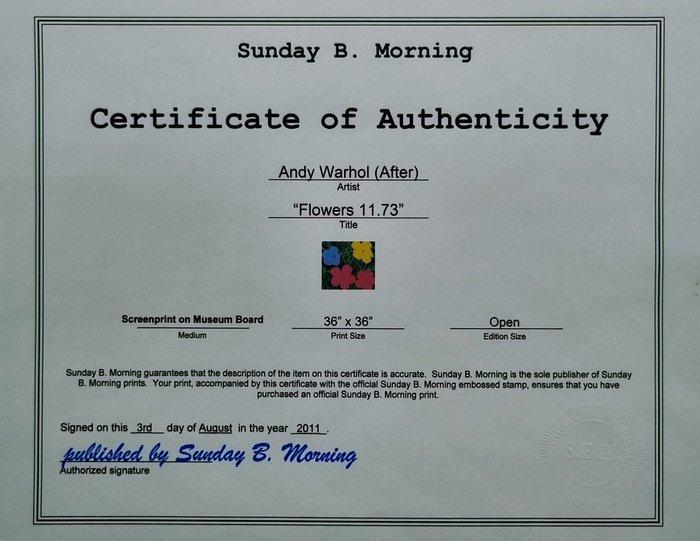 Sunday B. Morning
Certificate of Authenticity
Andy Warhol (After)
Artist
“Flowers 11.73”
Title
Screenprint on Museum Board
Medium
36” x 36”
Print Size
Open
Edition Size
Sunday B. Morning guarantees that the description of the item on this certificate is accurate. Sunday B. Morning is the sole publisher of Sunday
B. Morning prints. Your print, accompanied by this certificate with the official Sunday B. Morning embossed stamp, ensures that you have
purchased an official Sunday B. Morning print.
Signed on this 3rd day of August in the year 2011.
published by Sunday B. Morning
Authorized signature